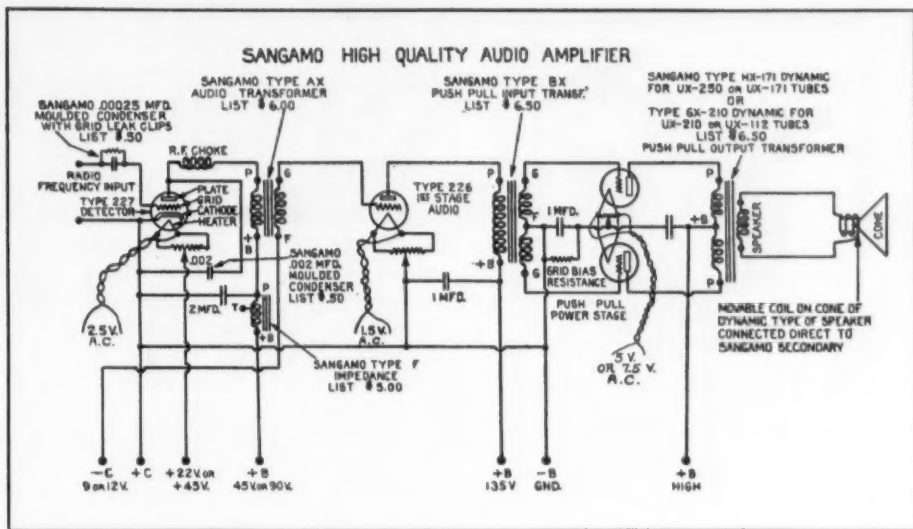 SANGAMO HIGH QUALITY AUDIO AMPLIFIER
SANGAMO .00025 MFD.
MOULDED CONDENSER
WITH GRID LEAK CLIPS
LIST $.50
SANGAMO TYPE AX
AUDIO TRANSFORMER
LIST $6.00
SANGAMO TYPE BX
PUSH PULL INPUT TRANSF.
LIST $6.50
SANGAMO TYPE HX-171 DYNAMIC
FOR UX-250 OR UX-171 TUBES
OR
TYPE GX-210 DYNAMIC FOR
UX-210 OR UX-112 TUBES
LIST $6.50
PUSH PULL OUTPUT TRANSFORMER
R.F. CHOKE
RADIO
FREQUENCY INPUT
TYPE 227
DETECTOR
PLATE
GRID
CATHODE
HEATER
P
G
+B
F
TYPE 226
1ST STAGE
AUDIO
P
G
F
G
+B
1 MFD.
GRID BIAS
RESISTANCE
PUSH PULL
POWER STAGE
P
+B
P
SPEAKER
CONE
.002
SANGAMO
.002 MFD.
MOULDED
CONDENSER
LIST $.50
2 MFD.
P
T
+B
1 MFD.
2.5 V.
A.C.
1.5 V.
A.C.
5 V.
OR 7.5 V.
A.C.
SANGAMO TYPE F
IMPEDANCE
LIST $5.00
MOVABLE COIL ON CONE OF
DYNAMIC TYPE OF SPEAKER
CONNECTED DIRECT TO
SANGAMO SECONDARY
-C
9 OR 12V.
+C
+22V. OR
+45V.
+B
45V. OR 90V.
+B
135V
-B
GND.
+B
HIGH